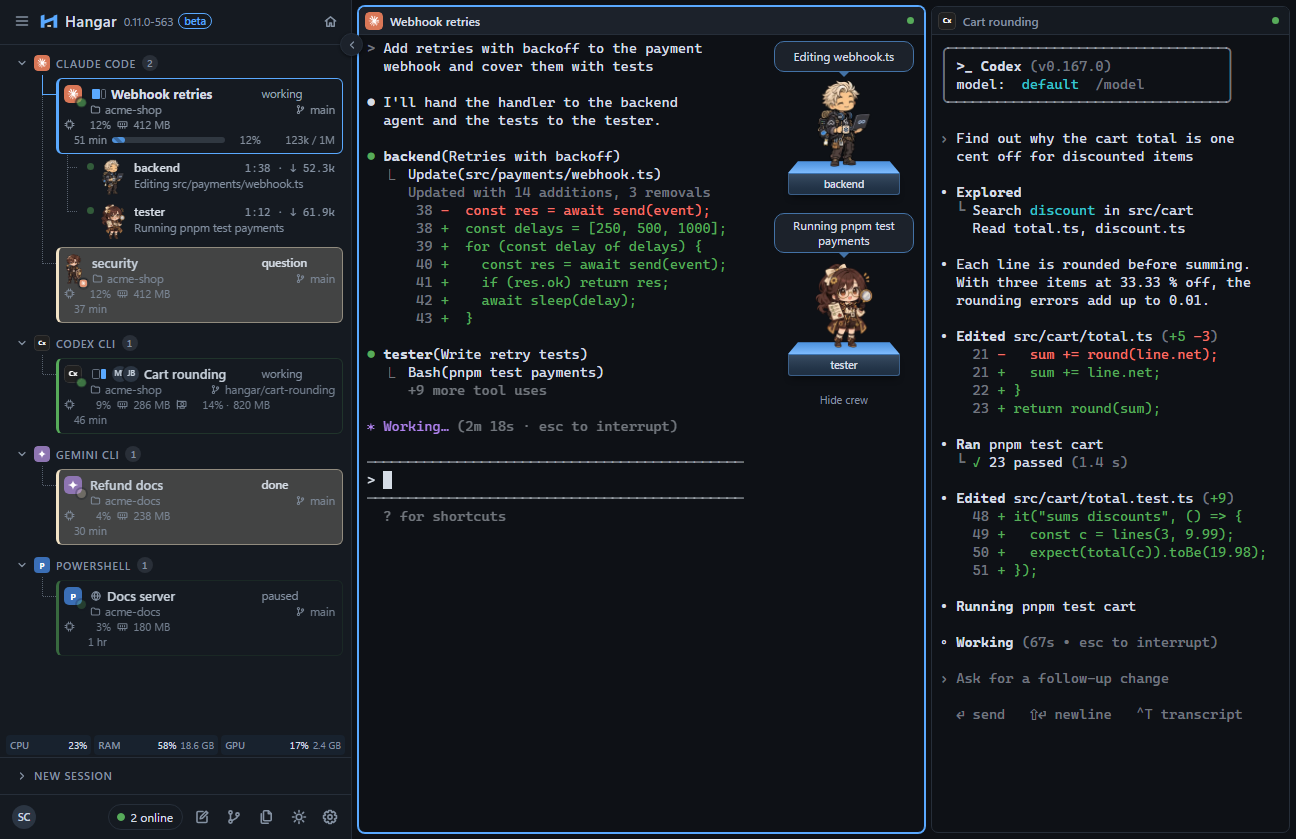 Hangar 0.11.0-563 beta
CLAUDE CODE 2
Webhook retries working
acme-shop main
12% 412 MB
51 min 12% 123k / 1M
backend 1:38 · ↓ 52.3k
Editing src/payments/webhook.ts
tester 1:12 · ↓ 61.9k
Running pnpm test payments
security question
acme-shop main
12% 412 MB
37 min
CODEX CLI 1
Cx M JB Cart rounding working
acme-shop hangar/cart-rounding
9% 286 MB 14% · 820 MB
46 min
GEMINI CLI 1
Refund docs done
acme-docs main
4% 238 MB
30 min
P POWERSHELL 1
P Docs server paused
acme-docs main
3% 180 MB
1 hr
CPU 23% RAM 58% 18.6 GB GPU 17% 2.4 GB
> NEW SESSION
SC 2 online
Webhook retries
> Add retries with backoff to the payment
webhook and cover them with tests
● I'll hand the handler to the backend
agent and the tests to the tester.
● backend(Retries with backoff)
└ Update(src/payments/webhook.ts)
Updated with 14 additions, 3 removals
38 - const res = await send(event);
38 + const delays = [250, 500, 1000];
39 + for (const delay of delays) {
40 + const res = await send(event);
41 + if (res.ok) return res;
42 + await sleep(delay);
43 + }
● tester(Write retry tests)
└ Bash(pnpm test payments)
+9 more tool uses
* Working… (2m 18s · esc to interrupt)
>
? for shortcuts
Editing webhook.ts
backend
Running pnpm test
payments
tester
Hide crew
Cx Cart rounding
>_ Codex (v0.167.0)
model: default /model
› Find out why the cart total is one
cent off for discounted items
• Explored
└ Search discount in src/cart
Read total.ts, discount.ts
• Each line is rounded before summing.
With three items at 33.33 % off, the
rounding errors add up to 0.01.
• Edited src/cart/total.ts (+5 -3)
21 - sum += round(line.net);
21 + sum += line.net;
22 + }
23 + return round(sum);
• Ran pnpm test cart
└ ✓ 23 passed (1.4 s)
• Edited src/cart/total.test.ts (+9)
48 + it("sums discounts", () => {
49 + const c = lines(3, 9.99);
50 + expect(total(c)).toBe(19.98);
51 + });
• Running pnpm test cart
◦ Working (67s • esc to interrupt)
› Ask for a follow-up change
⏎ send ⇧⏎ newline ^T transcript